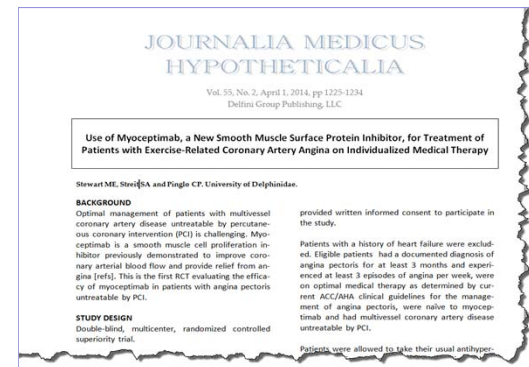 JOURNALIA MEDICUS
HYPOTHETICALIA
Vol. 55, No. 2, April 1, 2014, pp 1225-1234
Delfini Group Publishing, LLC
Use of Myoceptimab, a New Smooth Muscle Surface Protein Inhibitor, for Treatment of
Patients with Exercise-Related Coronary Artery Angina on Individualized Medical Therapy
Stewart ME, Streit SA and Pinglo CP. University of Delphinidae.
BACKGROUND
Optimal management of patients with multivessel
coronary artery disease untreatable by percutane-
ous coronary intervention (PCI) is challenging. Myo-
ceptimab is a smooth muscle cell proliferation in-
hibitor previously demonstrated to improve coro-
nary arterial blood flow and provide relief from an-
gina [refs]. This is the first RCT evaluating the effica-
cy of myoceptimab in patients with angina pectoris
untreatable by PCI.
STUDY DESIGN
Double-blind, multicenter, randomized controlled
superiority trial.
provided written informed consent to participate in
the study.
Patients with a history of heart failure were exclud-
ed. Eligible patients had a documented diagnosis of
angina pectoris for at least 3 months and experi-
enced at least 3 episodes of angina per week, were
on optimal medical therapy as determined by cur-
rent ACC/AHA clinical guidelines for the manage-
ment of angina pectoris, were naïve to myocep-
timab and had multivessel coronary artery disease
untreatable by PCI.
Patients were allowed to take their usual antihyper-